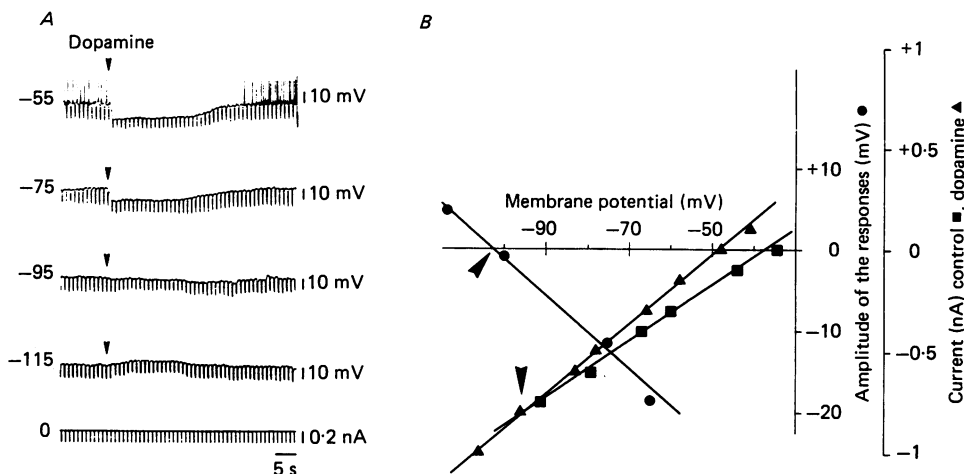 A
Dopamine
−55
10 mV
−75
10 mV
−95
10 mV
−115
10 mV
0
0·2 nA
5 s
B
Membrane potential (mV)
−90 −70 −50
+10
0
−10
−20
Amplitude of the responses (mV) ●
+1
+0·5
0
−0·5
−1
Current (nA) control ■, dopamine ▲